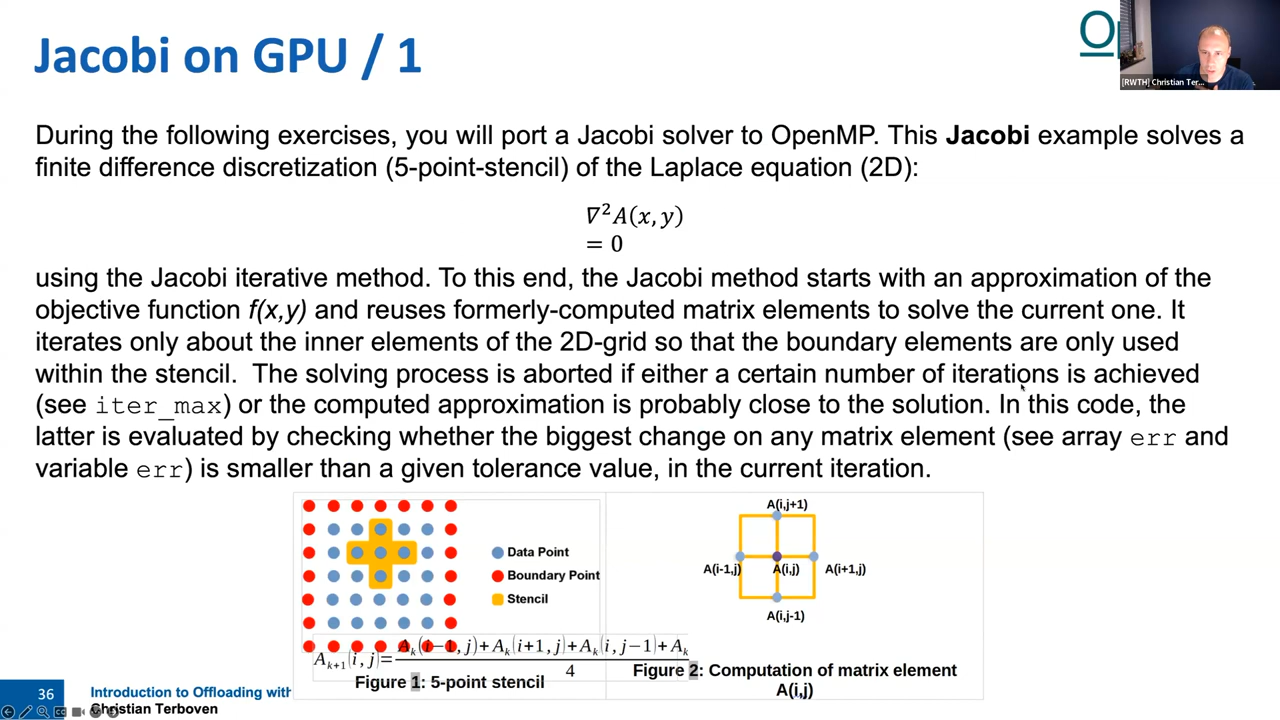 Jacobi on GPU / 1
[RWTH] Christian Ter...
During the following exercises, you will port a Jacobi solver to OpenMP. This Jacobi example solves a
finite difference discretization (5-point-stencil) of the Laplace equation (2D):
∇²A(x, y)
= 0
using the Jacobi iterative method. To this end, the Jacobi method starts with an approximation of the
objective function f(x,y) and reuses formerly-computed matrix elements to solve the current one. It
iterates only about the inner elements of the 2D-grid so that the boundary elements are only used
within the stencil. The solving process is aborted if either a certain number of iterations is achieved
(see iter_max) or the computed approximation is probably close to the solution. In this code, the
latter is evaluated by checking whether the biggest change on any matrix element (see array err and
variable err) is smaller than a given tolerance value, in the current iteration.
Data Point
Boundary Point
Stencil
A_{k+1}(i, j) = A_k(i−1, j)+A_k(i+1, j)+A_k(i, j−1)+A_k / 4
Figure 1: 5-point stencil
A(i,j+1)
A(i-1,j) A(i,j) A(i+1,j)
A(i,j-1)
Figure 2: Computation of matrix element
A(i,j)
36
Introduction to Offloading with
Christian Terboven